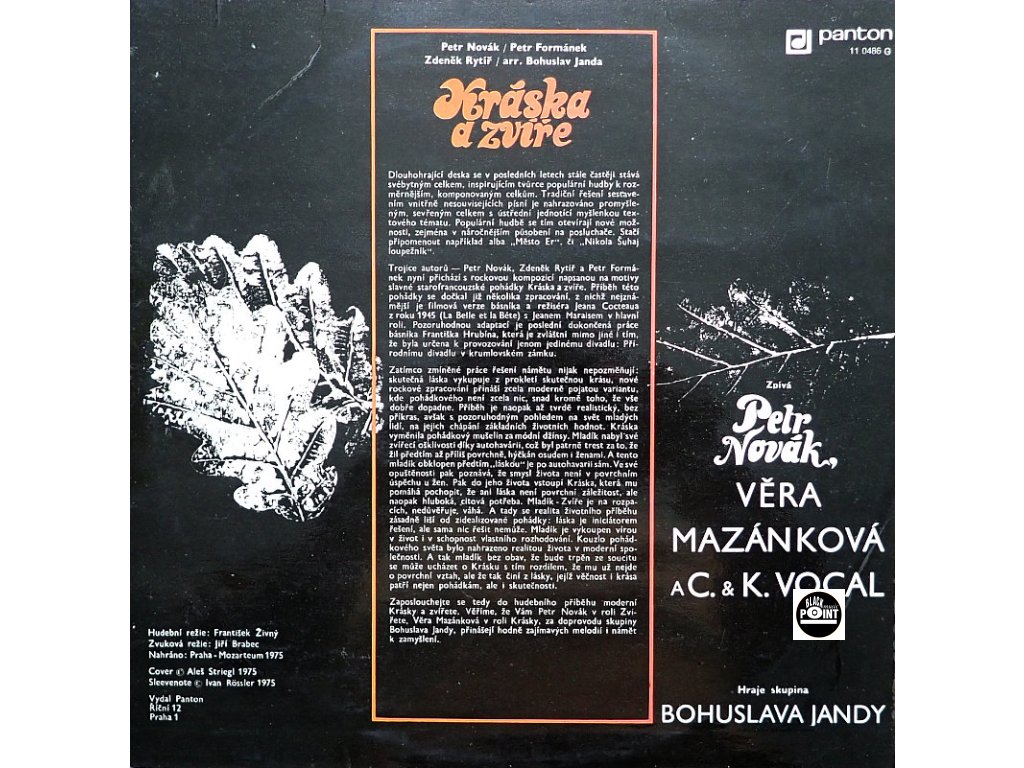 Petr Novák / Petr Formánek
Zdeněk Rytíř / arr. Bohuslav Janda
Kráska
a zvíře
panton
11 0486 G
Dlouhohrající deska se v posledních letech stále častěji stává
svébytným celkem, inspirujícím tvůrce populární hudby k roz-
měrnějším, komponovaným celkům. Tradiční řešení sestave-
ním vnitřně nesouvisejících písní je nahrazováno promyšle-
ným, sevřeným celkem s ústřední jednotící myšlenkou tex-
tového tématu. Populární hudbě se tím otevírají nové mož-
nosti, zejména v náročnějším působení na posluchače. Stačí
připomenout například alba „Město Er“, či „Nikola Šuhaj
loupežník“.
Trojice autorů — Petr Novák, Zdeněk Rytíř a Petr Formá-
nek nyní přichází s rockovou kompozicí napsanou na motivy
slavné starofrancouzské pohádky Kráska a zvíře. Příběh této
pohádky se dočkal již několika zpracování, z nichž nejzná-
mější je filmová verze básníka a režiséra Jeana Cocteaua
z roku 1945 (La Belle et la Bête) s Jeanem Maraisem v hlavní
roli. Pozoruhodnou adaptací je poslední dokončená práce
básníka Františka Hrubína, která je zvláštní mimo jiné i tím,
že byla určena k provozování jenom jedinému divadlu: Pří-
rodnímu divadlu v krumlovském zámku.
Zatímco zmíněné práce řešení námětu nijak nepozměňují:
skutečná láska vykupuje z prokletí skutečnou krásu, nové
rockové zpracování přináší zcela moderně pojatou variantu,
kde pohádkového není zcela nic, snad kromě toho, že vše
dobře dopadne. Příběh je naopak až tvrdě realistický, bez
příkras, avšak s pozoruhodným pohledem na svět mladých
lidí, na jejich chápání základních životních hodnot. Kráska
vyměnila pohádkový mušelín za módní džínsy. Mladík nabyl své
zvířecí ošklivosti díky autohavárii, což byl patrně trest za to, že
žil předtím až příliš povrchně, hýčkán osudem i ženami. A tento
mladík obklopen předtím „láskou“ je po autohavarii sám. Ve své
opuštěnosti pak poznává, že smysl života není v povrchním
úspěchu u žen. Pak do jeho života vstoupí Kráska, která mu
pomáhá pochopit, že ani láska není povrchní záležitost, ale
naopak hluboká, citová potřeba. Mladík - Zvíře je na rozpa-
cích, nedůvěřuje, váhá. A tady se realita životního příběhu
zásadně liší od zidealizované pohádky: láska je iniciátorem
řešení, ale sama nic řešit nemůže. Mladík je vykoupen vírou
v život i v schopnost vlastního rozhodování. Kouzlo pohád-
kového světa bylo nahrazeno realitou života v moderní spo-
lečnosti. A tak mladík bez obav, že bude trpěn ze soucitu
se může ucházet o Krásku s tím rozdílem, že mu už nejde
o povrchní vztah, ale že tak činí z lásky, jejíž věčnost i krása
patří nejen pohádkám, ale i skutečnosti.
Zaposlouchejte se tedy do hudebního příběhu moderní
Krásky a zvířete. Věříme, že Vám Petr Novák v roli Zví-
řete, Věra Mazánková v roli Krásky, za doprovodu skupiny
Bohuslava Jandy, přinášejí hodně zajímavých melodií i námět
k zamyšlení.
Zpívá
Petr
Novák,
VĚRA
MAZÁNKOVÁ
A C. & K. VOCAL
BLACK
POINT
music
Hraje skupina
BOHUSLAVA JANDY
Hudební režie: František Živný
Zvuková režie: Jiří Brabec
Nahráno: Praha - Mozarteum 1975
Cover © Aleš Striegl 1975
Sleevenote © Ivan Rössler 1975
Vydal Panton
Říční 12
Praha 1